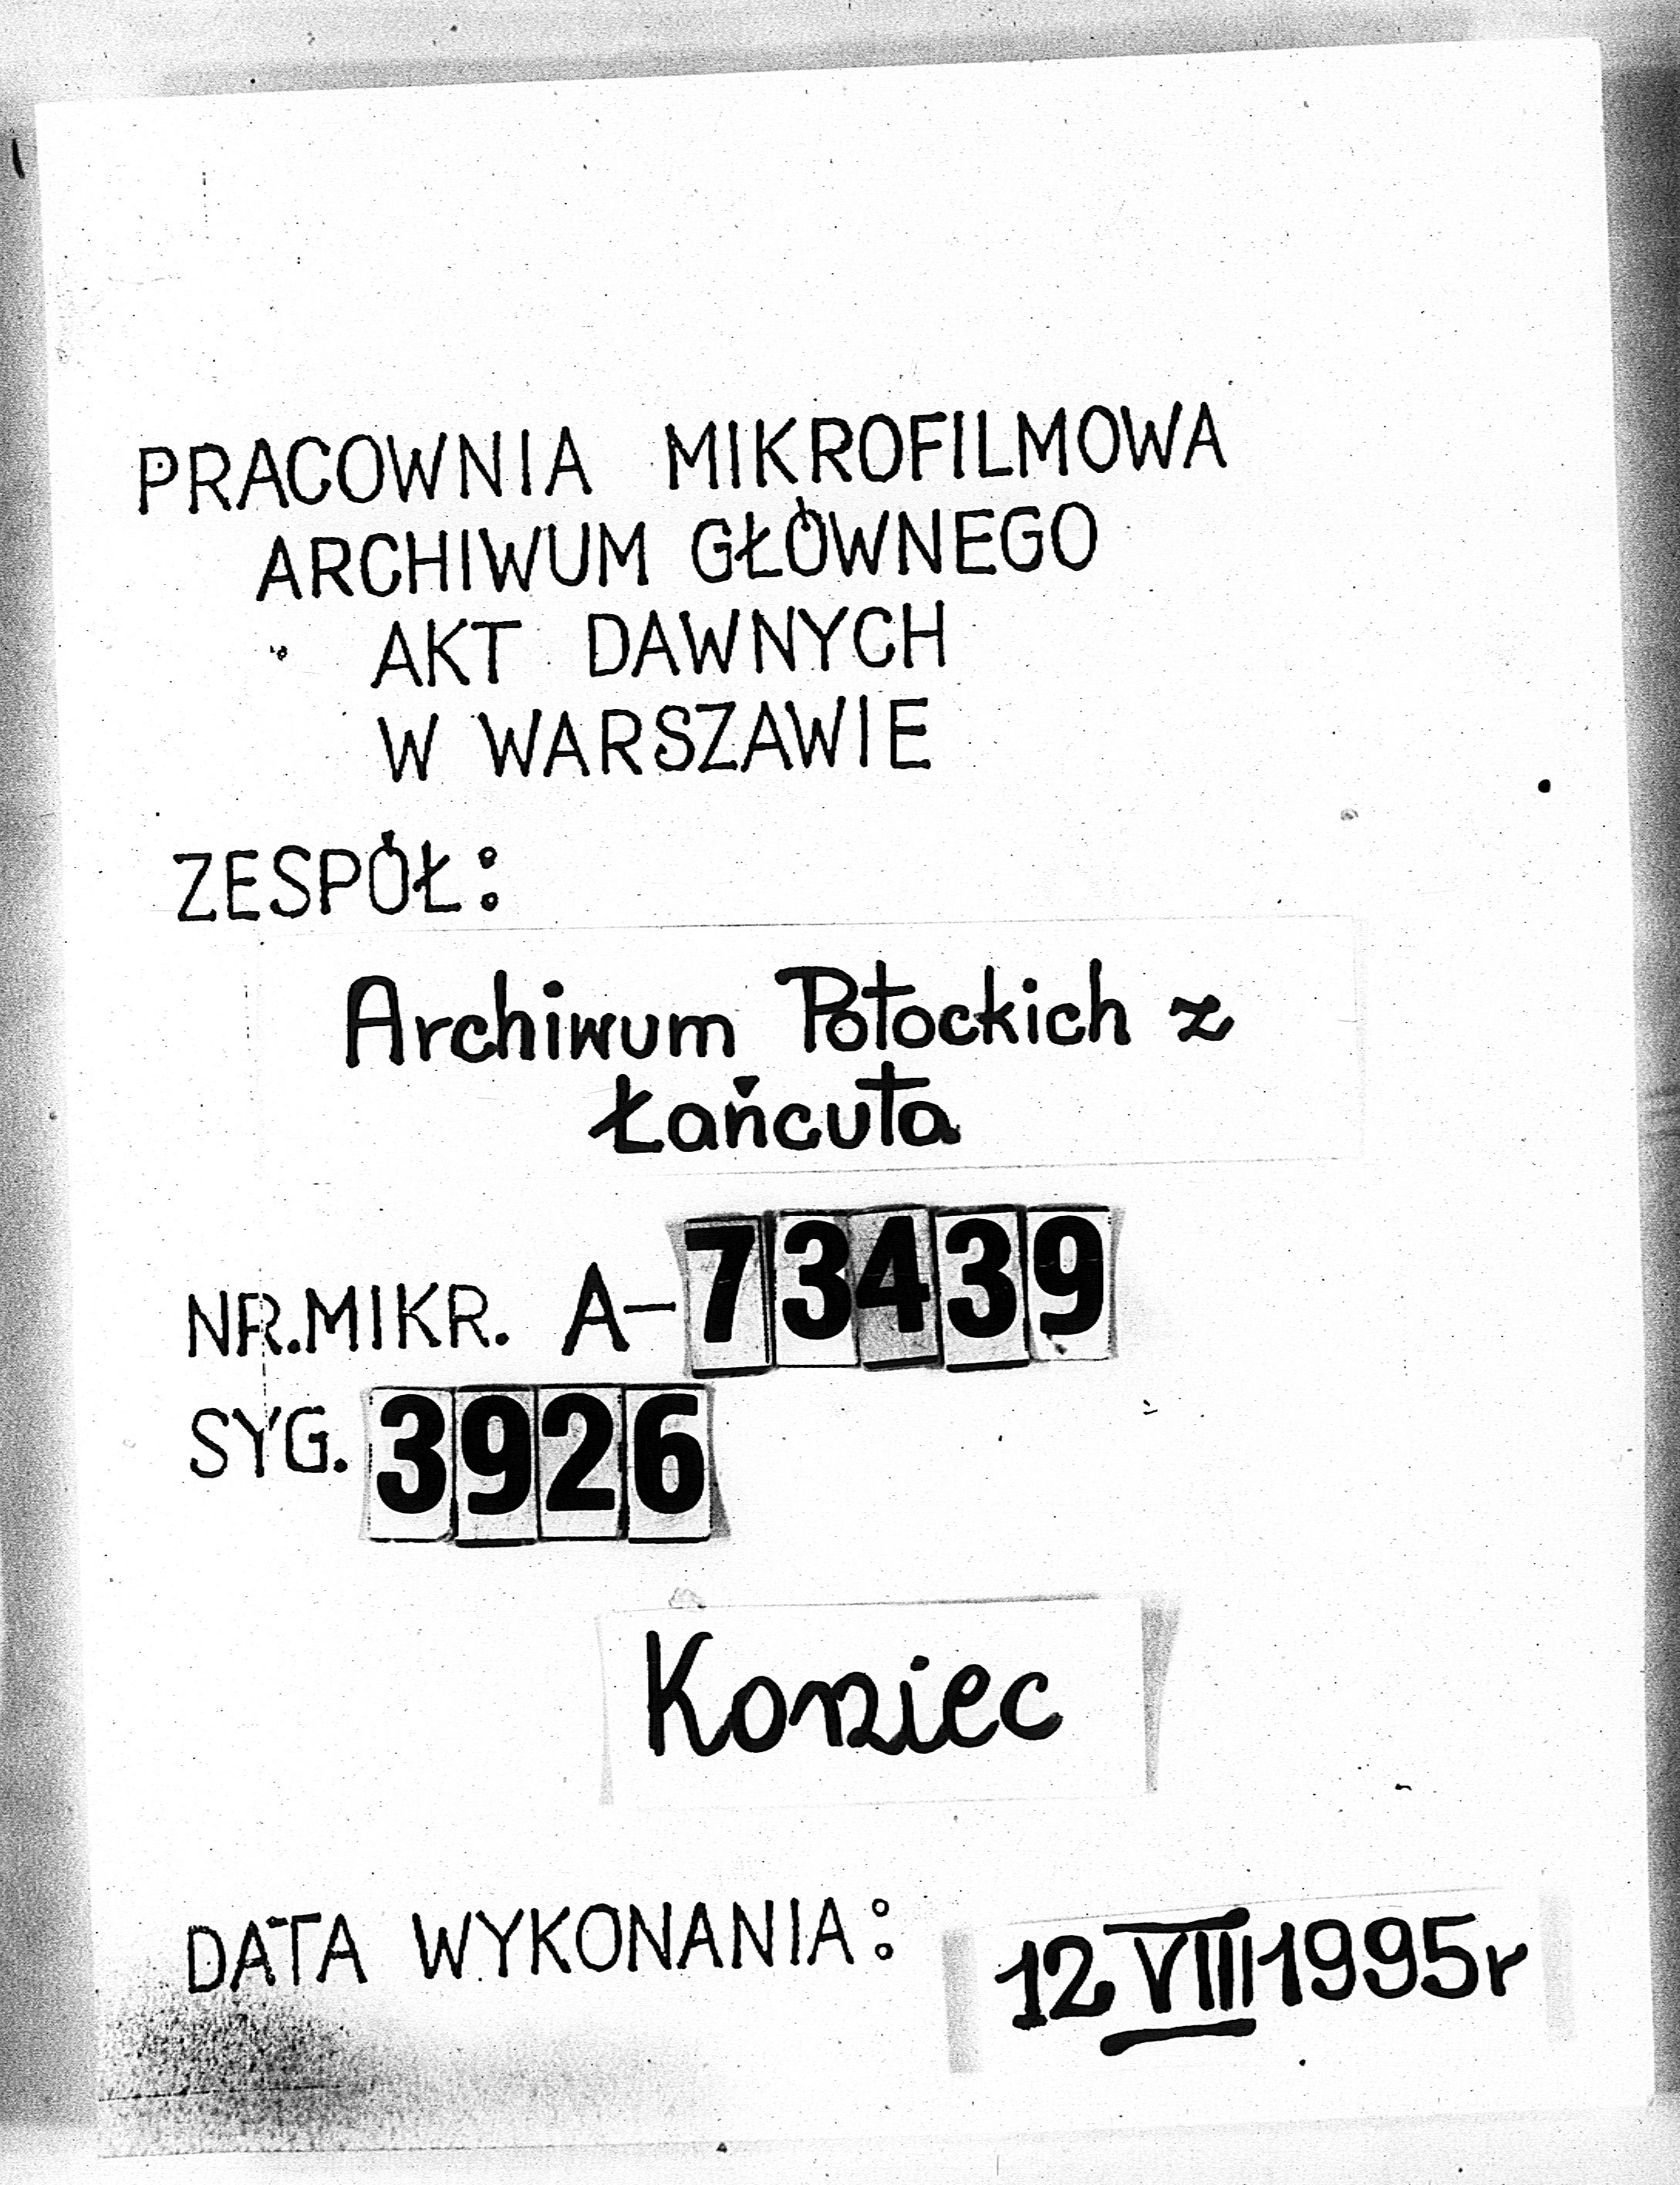 PRACOWNIA MIKROFILMOWA
ARCHIWUM GŁÓWNEGO
AKT DAWNYCH
W WARSZAWIE
ZESPÓŁ:
Archiwum Potockich z
Łańcuta
NR.MIKR. A-73439
SYG. 3926
Koniec
DATA WYKONANIA: 12 VIII 1995r